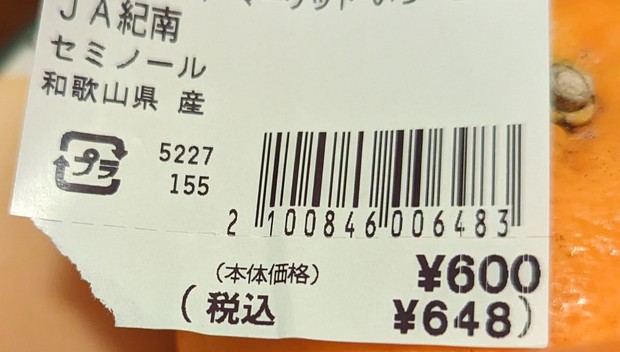 JA紀南
セミノール
和歌山県 産
プラ
5227
155
2 100846 006483
(本体価格) ¥600
(税込 ¥648)